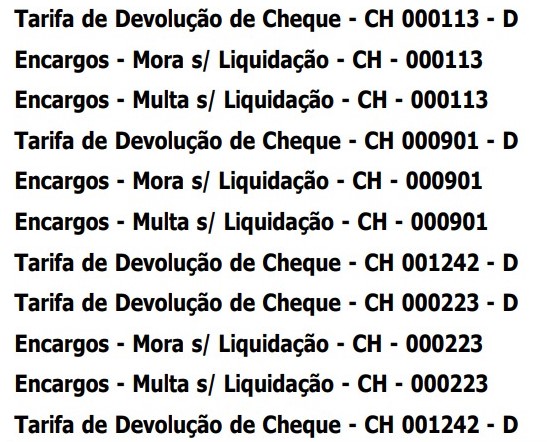 Tarifa de Devolução de Cheque - CH 000113 - D
Encargos - Mora s/ Liquidação - CH - 000113
Encargos - Multa s/ Liquidação - CH - 000113
Tarifa de Devolução de Cheque - CH 000901 - D
Encargos - Mora s/ Liquidação - CH - 000901
Encargos - Multa s/ Liquidação - CH - 000901
Tarifa de Devolução de Cheque - CH 001242 - D
Tarifa de Devolução de Cheque - CH 000223 - D
Encargos - Mora s/ Liquidação - CH - 000223
Encargos - Multa s/ Liquidação - CH - 000223
Tarifa de Devolução de Cheque - CH 001242 - D